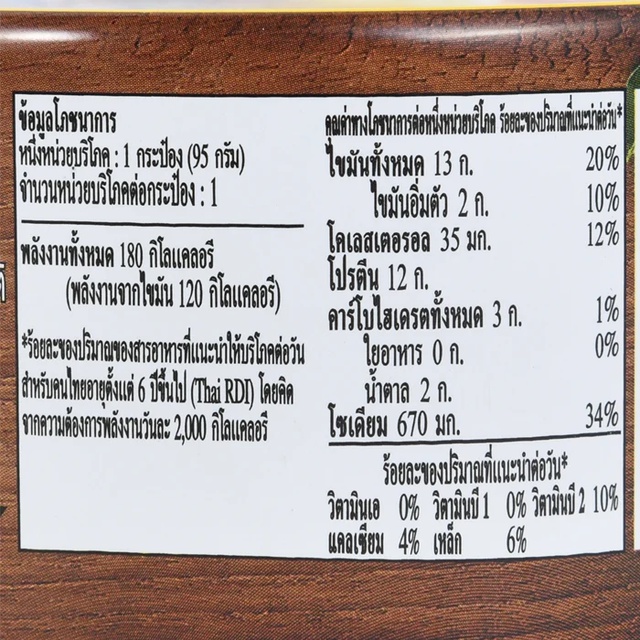 ข้อมูลโภชนาการ
หนึ่งหน่วยบริโภค : 1 กระป๋อง (95 กรัม)
จำนวนหน่วยบริโภคต่อกระป๋อง : 1
พลังงานทั้งหมด 180 กิโลแคลอรี
(พลังงานจากไขมัน 120 กิโลแคลอรี)
*ร้อยละของปริมาณของสารอาหารที่แนะนำให้บริโภคต่อวัน
สำหรับคนไทยอายุตั้งแต่ 6 ปีขึ้นไป (Thai RDI) โดยคิด
จากความต้องการพลังงานวันละ 2,000 กิโลแคลอรี
คุณค่าทางโภชนาการต่อหนึ่งหน่วยบริโภค ร้อยละของปริมาณที่แนะนำต่อวัน*
ไขมันทั้งหมด 13 ก. 20%
ไขมันอิ่มตัว 2 ก. 10%
โคเลสเตอรอล 35 มก. 12%
โปรตีน 12 ก.
คาร์โบไฮเดรตทั้งหมด 3 ก. 1%
ใยอาหาร 0 ก. 0%
น้ำตาล 2 ก.
โซเดียม 670 มก. 34%
ร้อยละของปริมาณที่แนะนำต่อวัน*
วิตามินเอ 0% วิตามินบี 1 0% วิตามินบี 2 10%
แคลเซียม 4% เหล็ก 6%